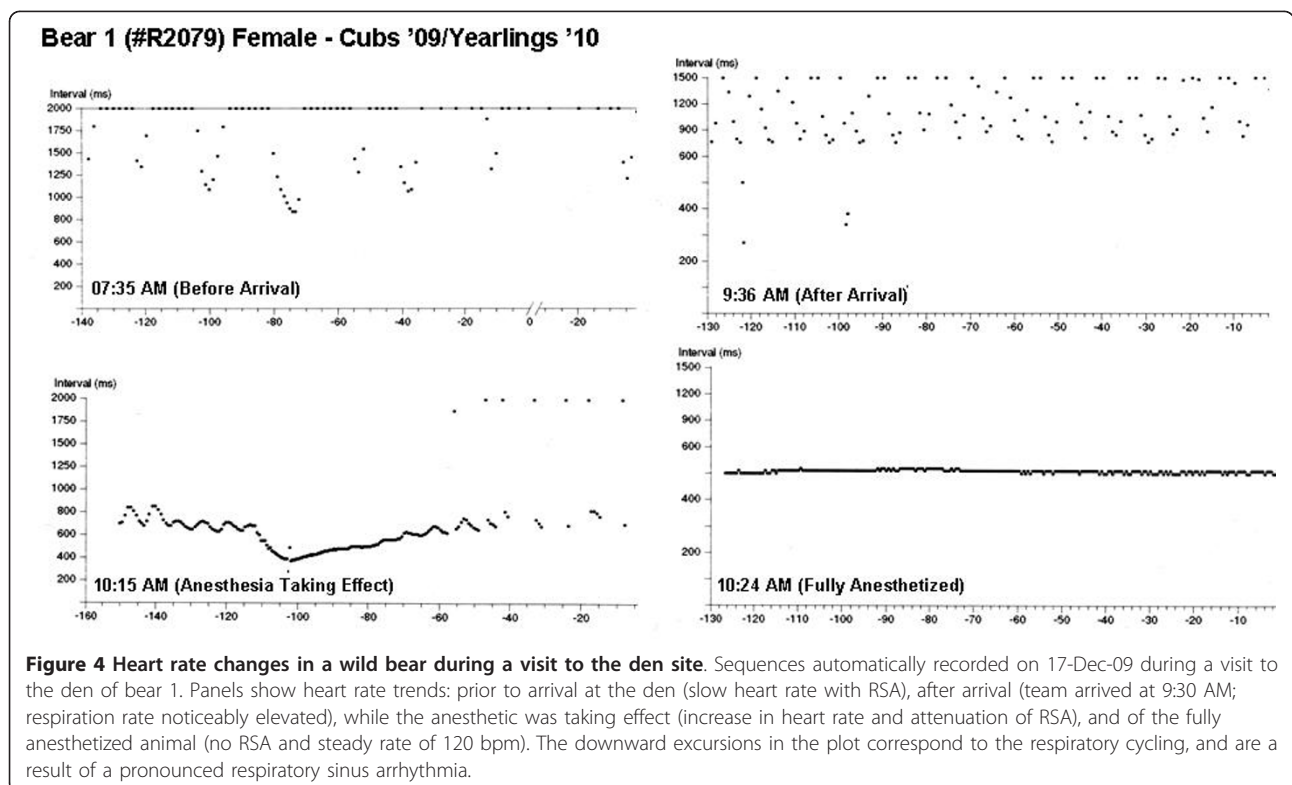 Bear 1 (#R2079) Female - Cubs '09/Yearlings '10
Interval (ms)
2000
1750
1500
1250
1000
800
600
400
200
07:35 AM (Before Arrival)
-140 -120 -100 -80 -60 -40 -20 0 -20
Interval (ms)
1500
1200
900
600
400
200
9:36 AM (After Arrival)
-130 -120 -110 -100 -90 -80 -70 -60 -50 -40 -30 -20 -10
Interval (ms)
2000
1750
1500
1250
1000
800
600
400
200
10:15 AM (Anesthesia Taking Effect)
-160 -140 -120 -100 -80 -60 -40 -20
Interval (ms)
1500
1200
900
600
400
200
10:24 AM (Fully Anesthetized)
-130 -120 -110 -100 -90 -80 -70 -60 -50 -40 -30 -20 -10
Figure 4 Heart rate changes in a wild bear during a visit to the den site. Sequences automatically recorded on 17-Dec-09 during a visit to
the den of bear 1. Panels show heart rate trends: prior to arrival at the den (slow heart rate with RSA), after arrival (team arrived at 9:30 AM;
respiration rate noticeably elevated), while the anesthetic was taking effect (increase in heart rate and attenuation of RSA), and of the fully
anesthetized animal (no RSA and steady rate of 120 bpm). The downward excursions in the plot correspond to the respiratory cycling, and are a
result of a pronounced respiratory sinus arrhythmia.